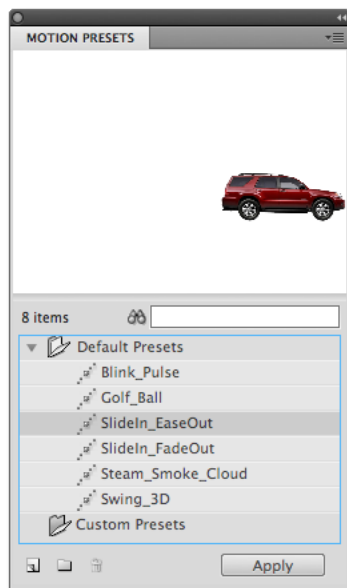 MOTION PRESETS
8 items
Default Presets
Blink_Pulse
Golf_Ball
SlideIn_EaseOut
SlideIn_FadeOut
Steam_Smoke_Cloud
Swing_3D
Custom Presets
Apply